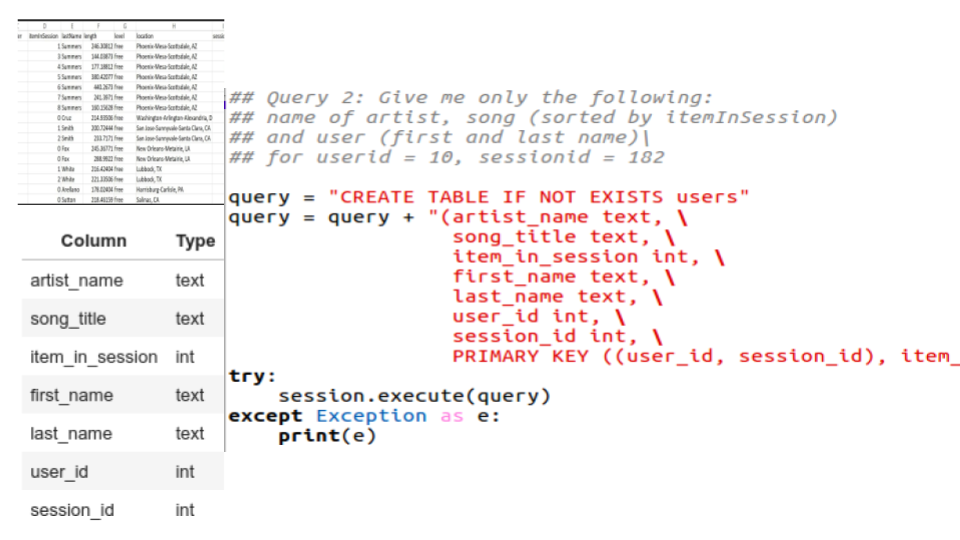 D E F G H
er itemInSession lastName length level location sessi
1 Summers 246.30812 free Phoenix-Mesa-Scottsdale, AZ
3 Summers 144.03873 free Phoenix-Mesa-Scottsdale, AZ
4 Summers 177.18812 free Phoenix-Mesa-Scottsdale, AZ
5 Summers 380.42077 free Phoenix-Mesa-Scottsdale, AZ
6 Summers 440.2673 free Phoenix-Mesa-Scottsdale, AZ
7 Summers 241.3971 free Phoenix-Mesa-Scottsdale, AZ
8 Summers 160.15628 free Phoenix-Mesa-Scottsdale, AZ
0 Cruz 214.93506 free Washington-Arlington-Alexandria, D
1 Smith 200.72444 free San Jose-Sunnyvale-Santa Clara, CA
2 Smith 233.7171 free San Jose-Sunnyvale-Santa Clara, CA
0 Fox 245.36771 free New Orleans-Metairie, LA
0 Fox 288.9922 free New Orleans-Metairie, LA
1 White 216.42404 free Lubbock, TX
2 White 221.33506 free Lubbock, TX
0 Arellano 178.02404 free Harrisburg-Carlisle, PA
0 Sutton 218.46159 free Salinas, CA
Column Type
artist_name text
song_title text
item_in_session int
first_name text
last_name text
user_id int
session_id int
## Query 2: Give me only the following:
## name of artist, song (sorted by itemInSession)
## and user (first and last name)\
## for userid = 10, sessionid = 182
query = "CREATE TABLE IF NOT EXISTS users"
query = query + "(artist_name text, \
song_title text, \
item_in_session int, \
first_name text, \
last_name text, \
user_id int, \
session_id int, \
PRIMARY KEY ((user_id, session_id), item_
try:
session.execute(query)
except Exception as e:
print(e)